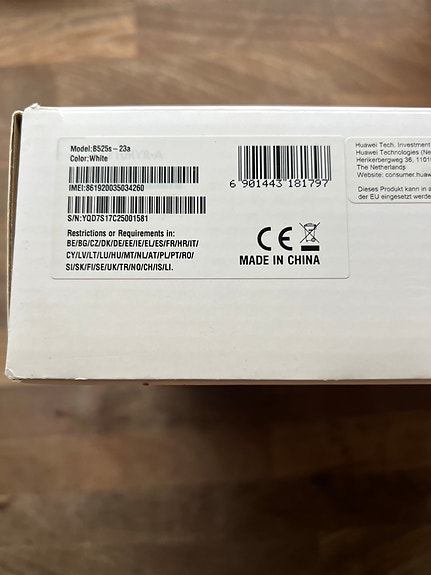 Model:B525s-23a
Color:White
IMEI:861920035034260
S/N:YQD7S17C25001581
Restrictions or Requirements in:
BE/BG/CZ/DK/DE/EE/IE/EL/ES/FR/HR/IT/
CY/LV/LT/LU/HU/MT/NL/AT/PL/PT/RO/
SI/SK/FI/SE/UK/TR/NO/CH/IS/LI.
6 901443 181797
CE
MADE IN CHINA
Huawei Tech. Investment
Huawei Technologies (Ne
Herikerbergweg 36, 1101
The Netherlands
Website: consumer.huaw
Dieses Produkt kann in a
der EU eingesetzt werde